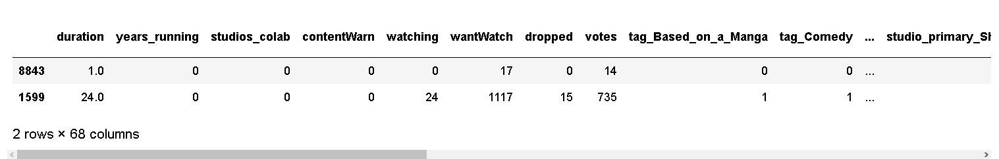 duration years_running studios_colab contentWarn watching wantWatch dropped votes tag_Based_on_a_Manga tag_Comedy ...
8843 1.0 0 0 0 0 17 0 14 0 0 ...
1599 24.0 0 0 0 24 1117 15 735 1 1 ...
2 rows × 68 columns